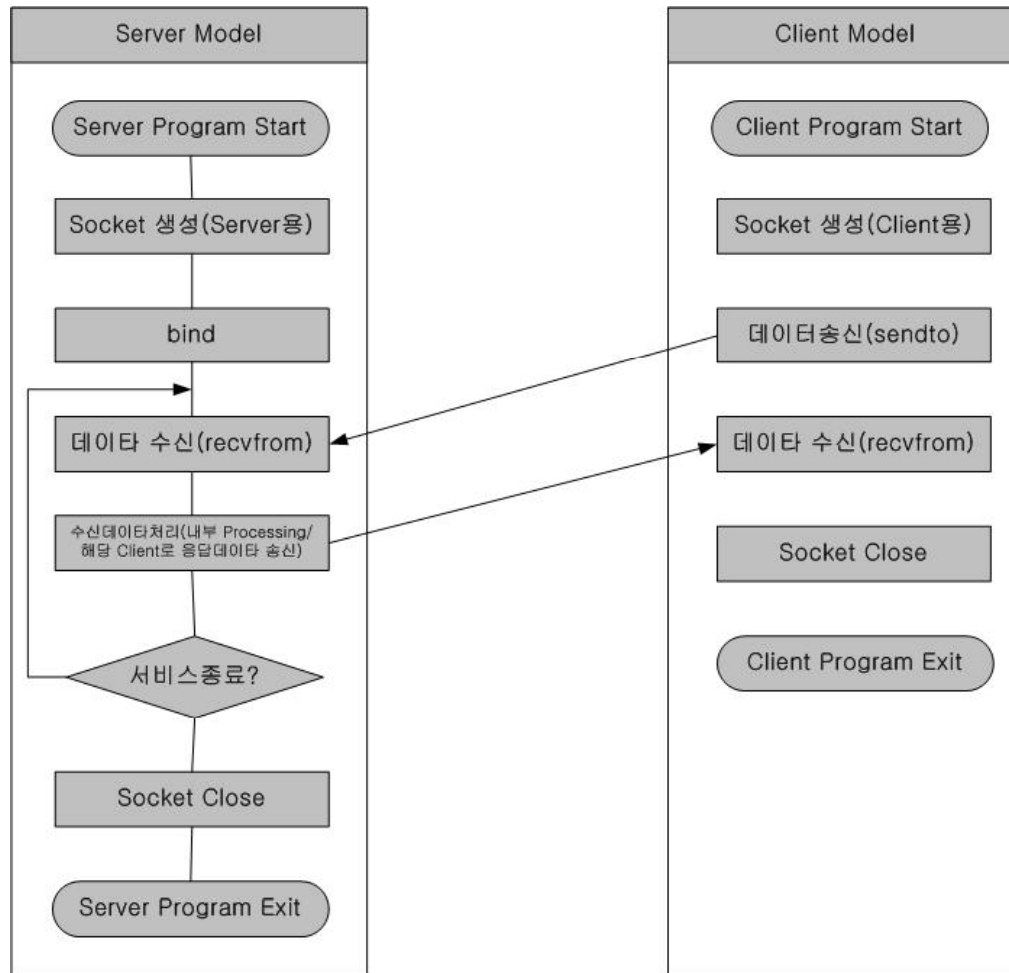 Server Model
Server Program Start
Socket 생성(Server용)
bind
데이타 수신(recvfrom)
수신데이타처리(내부 Processing/
해당 Client로 응답데이타 송신)
서비스종료?
Socket Close
Server Program Exit
Client Model
Client Program Start
Socket 생성(Client용)
데이터송신(sendto)
데이타 수신(recvfrom)
Socket Close
Client Program Exit